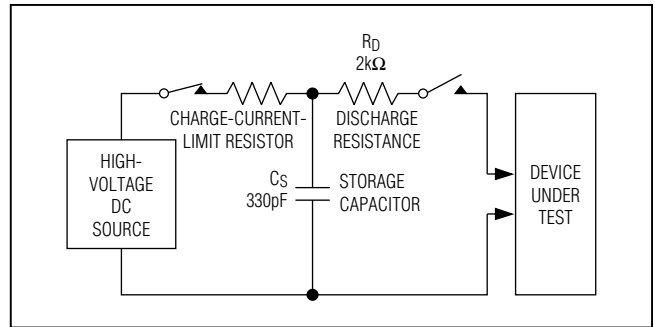 R_D
2kΩ
CHARGE-CURRENT-
LIMIT RESISTOR
DISCHARGE
RESISTANCE
HIGH-
VOLTAGE
DC
SOURCE
C_S
330pF
STORAGE
CAPACITOR
DEVICE
UNDER
TEST